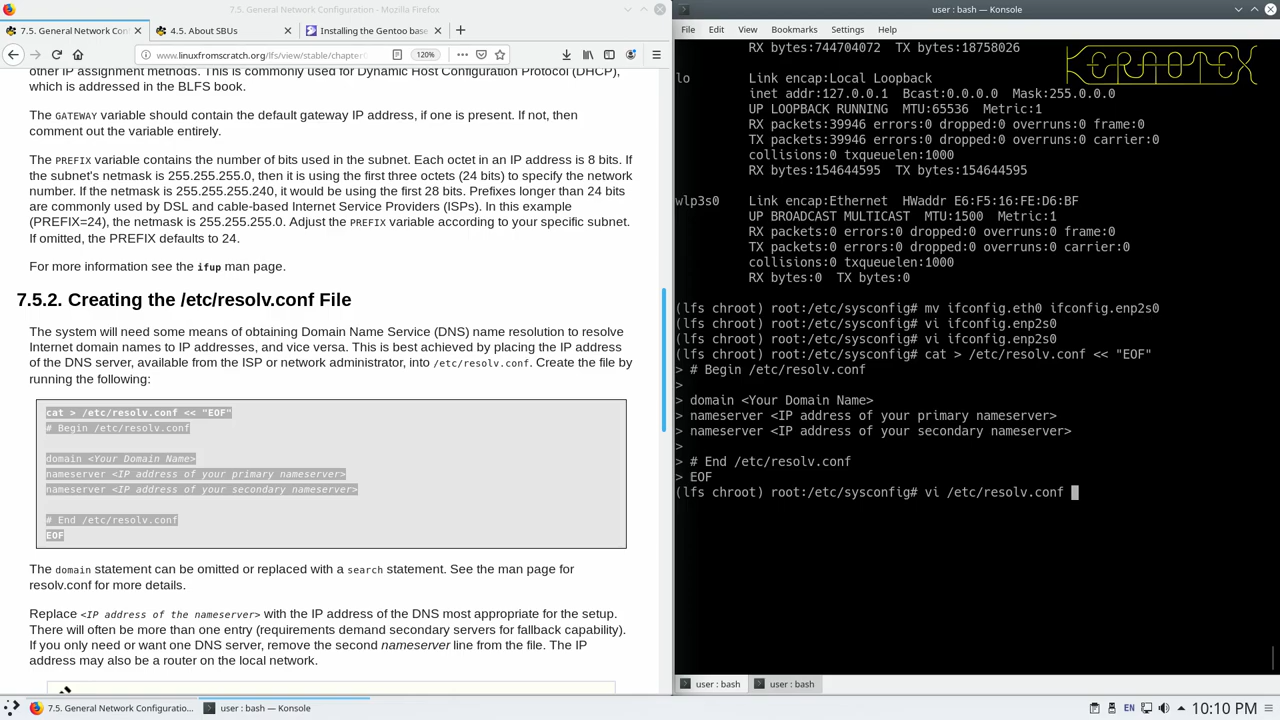 7.5. General Network Configuration - Mozilla Firefox
7.5. General Network Con
4.5. About SBUs
Installing the Gentoo base
www.linuxfromscratch.org/lfs/view/stable/chapter
120%
other IP assignment methods. This is commonly used for Dynamic Host Configuration Protocol (DHCP),
which is addressed in the BLFS book.
The GATEWAY variable should contain the default gateway IP address, if one is present. If not, then
comment out the variable entirely.
The PREFIX variable contains the number of bits used in the subnet. Each octet in an IP address is 8 bits. If
the subnet's netmask is 255.255.255.0, then it is using the first three octets (24 bits) to specify the network
number. If the netmask is 255.255.255.240, it would be using the first 28 bits. Prefixes longer than 24 bits
are commonly used by DSL and cable-based Internet Service Providers (ISPs). In this example
(PREFIX=24), the netmask is 255.255.255.0. Adjust the PREFIX variable according to your specific subnet.
If omitted, the PREFIX defaults to 24.
For more information see the ifup man page.
7.5.2. Creating the /etc/resolv.conf File
The system will need some means of obtaining Domain Name Service (DNS) name resolution to resolve
Internet domain names to IP addresses, and vice versa. This is best achieved by placing the IP address
of the DNS server, available from the ISP or network administrator, into /etc/resolv.conf. Create the file by
running the following:
cat > /etc/resolv.conf << "EOF"
# Begin /etc/resolv.conf
domain <Your Domain Name>
nameserver <IP address of your primary nameserver>
nameserver <IP address of your secondary nameserver>
# End /etc/resolv.conf
EOF
The domain statement can be omitted or replaced with a search statement. See the man page for
resolv.conf for more details.
Replace <IP address of the nameserver> with the IP address of the DNS most appropriate for the setup.
There will often be more than one entry (requirements demand secondary servers for fallback capability).
If you only need or want one DNS server, remove the second nameserver line from the file. The IP
address may also be a router on the local network.
user : bash — Konsole
File Edit View Bookmarks Settings Help
KERAOTEX
RX bytes:744704072 TX bytes:18758026
lo Link encap:Local Loopback
inet addr:127.0.0.1 Bcast:0.0.0.0 Mask:255.0.0.0
UP LOOPBACK RUNNING MTU:65536 Metric:1
RX packets:39946 errors:0 dropped:0 overruns:0 frame:0
TX packets:39946 errors:0 dropped:0 overruns:0 carrier:0
collisions:0 txqueuelen:1000
RX bytes:154644595 TX bytes:154644595
wlp3s0 Link encap:Ethernet HWaddr E6:F5:16:FE:D6:BF
UP BROADCAST MULTICAST MTU:1500 Metric:1
RX packets:0 errors:0 dropped:0 overruns:0 frame:0
TX packets:0 errors:0 dropped:0 overruns:0 carrier:0
collisions:0 txqueuelen:1000
RX bytes:0 TX bytes:0
(lfs chroot) root:/etc/sysconfig# mv ifconfig.eth0 ifconfig.enp2s0
(lfs chroot) root:/etc/sysconfig# vi ifconfig.enp2s0
(lfs chroot) root:/etc/sysconfig# vi ifconfig.enp2s0
(lfs chroot) root:/etc/sysconfig# cat > /etc/resolv.conf << "EOF"
> # Begin /etc/resolv.conf
>
> domain <Your Domain Name>
> nameserver <IP address of your primary nameserver>
> nameserver <IP address of your secondary nameserver>
>
> # End /etc/resolv.conf
> EOF
(lfs chroot) root:/etc/sysconfig# vi /etc/resolv.conf
user : bash
user : bash
7.5. General Network Configuratio...
user : bash — Konsole
EN
10:10 PM